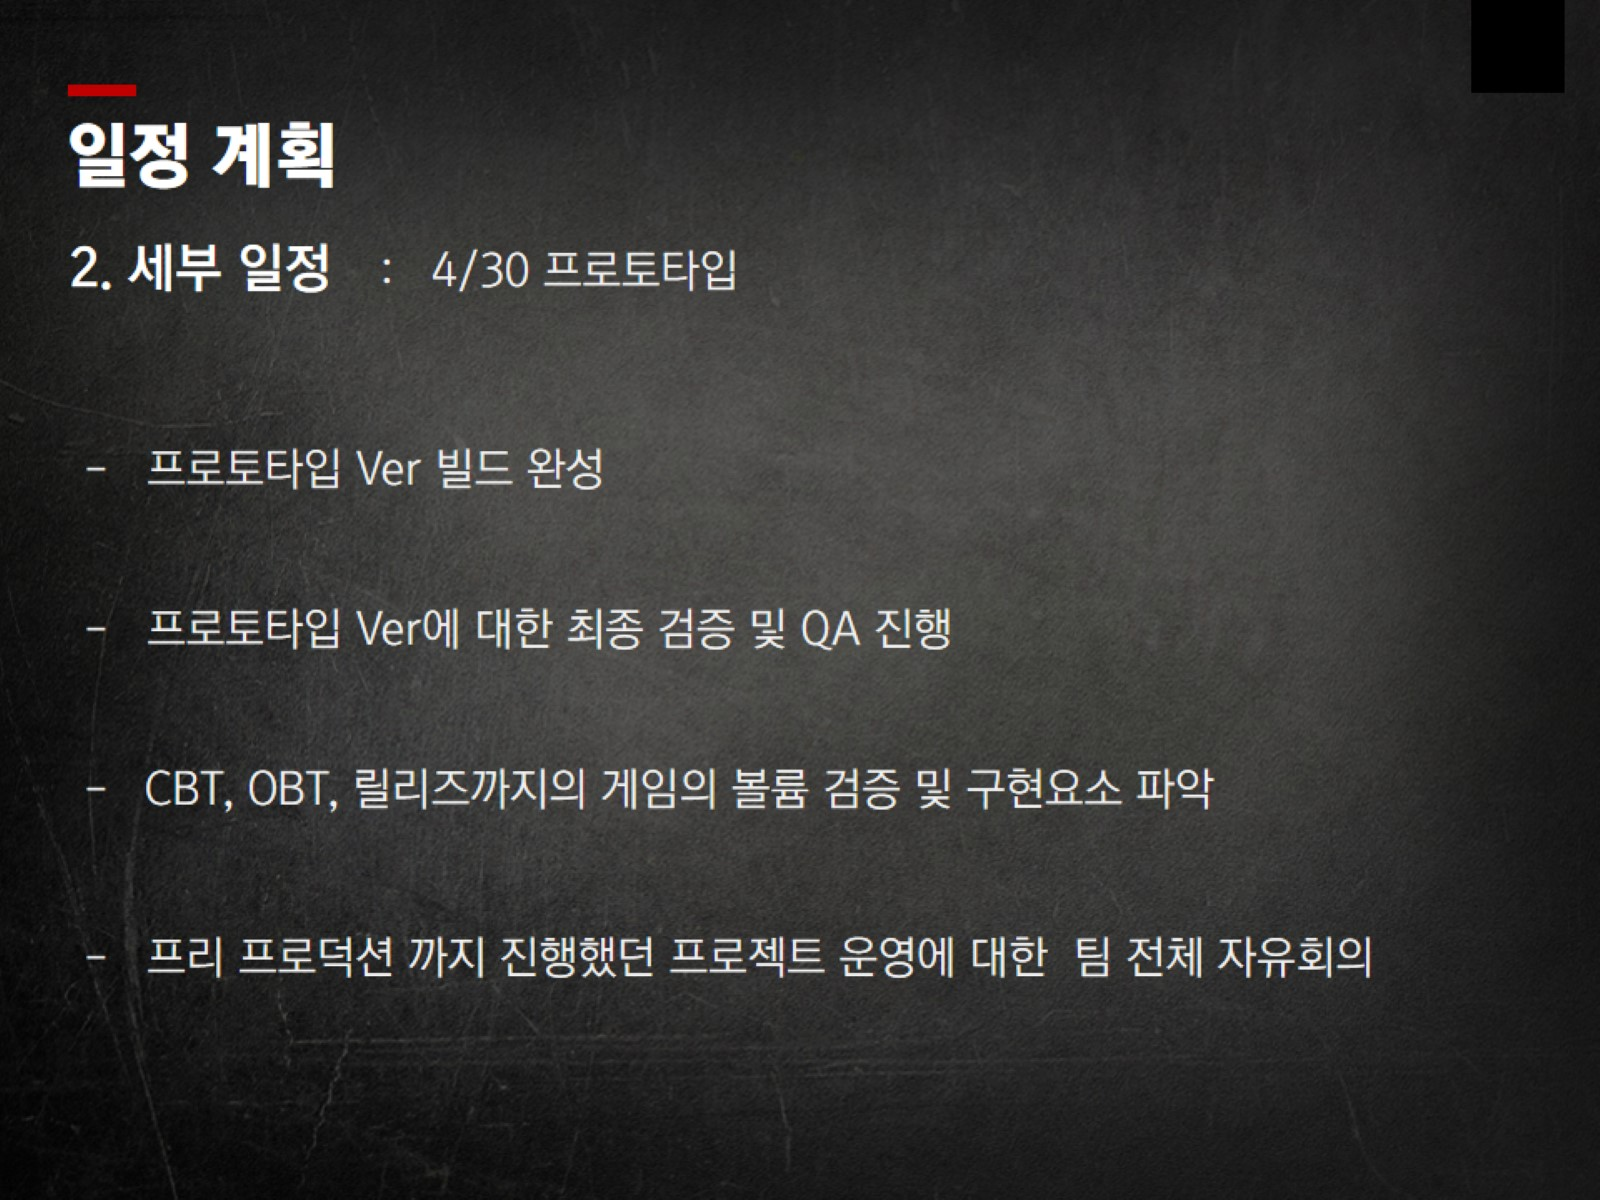 일정 계획
2. 세부 일정 : 4/30 프로토타입
- 프로토타입 Ver 빌드 완성
- 프로토타입 Ver에 대한 최종 검증 및 QA 진행
- CBT, OBT, 릴리즈까지의 게임의 볼륨 검증 및 구현요소 파악
- 프리 프로덕션 까지 진행했던 프로젝트 운영에 대한 팀 전체 자유회의